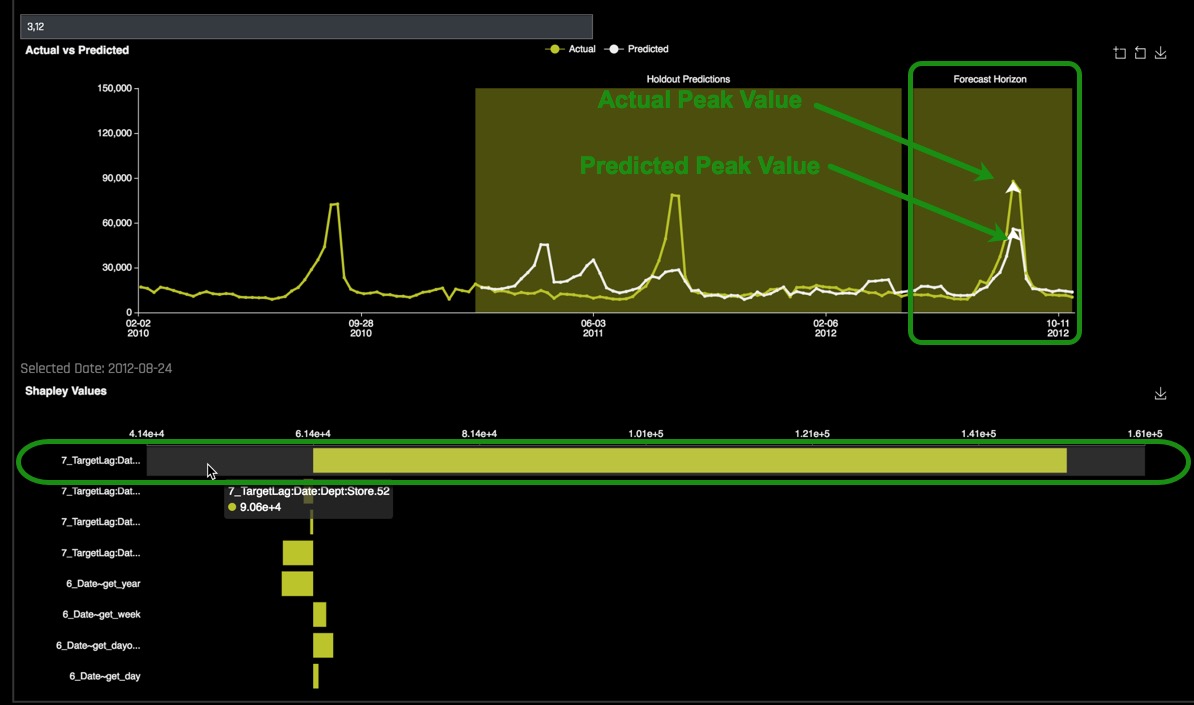 3,12
Actual vs Predicted
Actual
Predicted
Holdout Predictions
Forecast Horizon
150,000
120,000
90,000
60,000
30,000
0
Actual Peak Value
Predicted Peak Value
02-02
2010
09-28
2010
06-03
2011
02-06
2012
10-11
2012
Selected Date: 2012-08-24
Shapley Values
4.14e+4
6.14e+4
8.14e+4
1.01e+5
1.21e+5
1.41e+5
1.61e+5
7_TargetLag:Dat...
7_TargetLag:Dat...
7_TargetLag:Date:Dept:Store.52
9.06e+4
7_TargetLag:Dat...
7_TargetLag:Dat...
6_Date~get_year
6_Date~get_week
6_Date~get_dayo...
6_Date~get_day